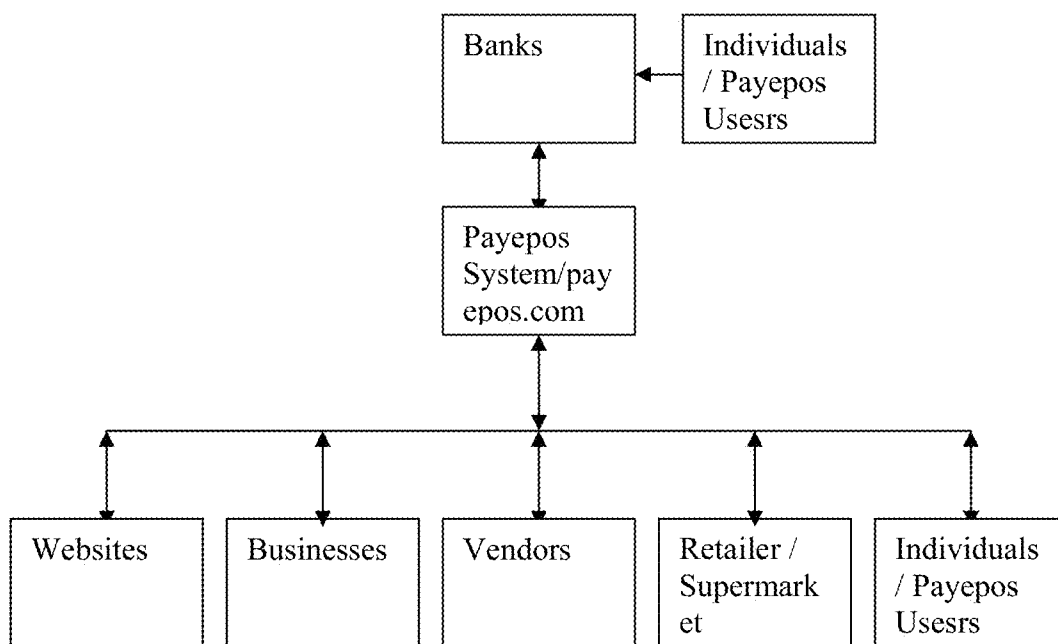 Banks
Individuals
/ Payepos
Usesrs
Payepos
System/pay
epos.com
Websites
Businesses
Vendors
Retailer /
Supermark
et
Individuals
/ Payepos
Usesrs